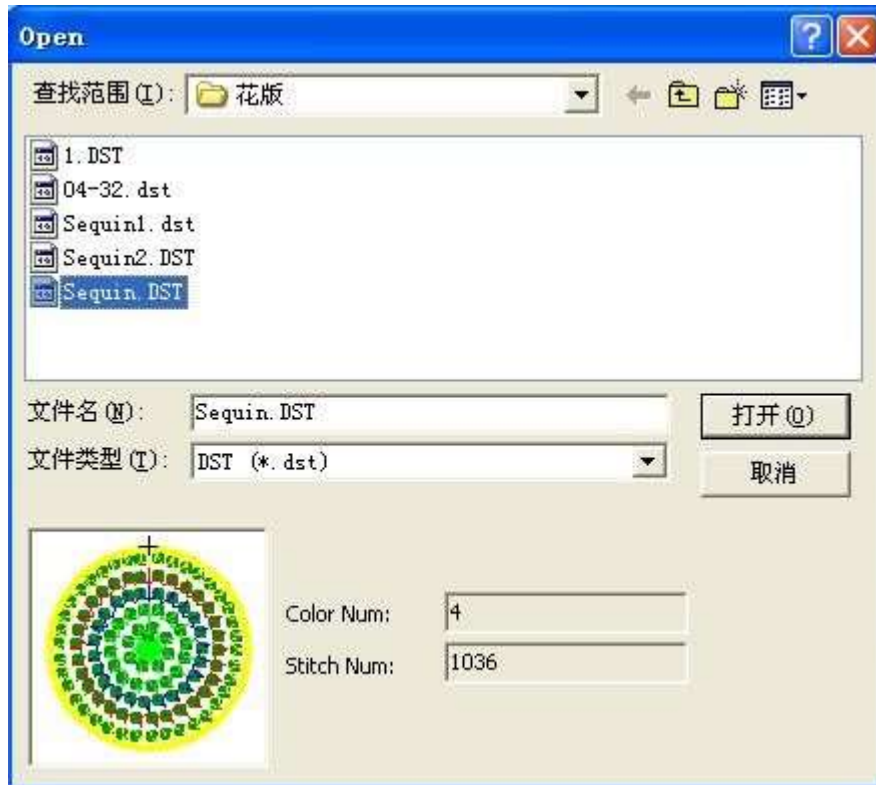 Open
查找范围(I): 花版
1.DST
04-32.dst
Sequin1.dst
Sequin2.DST
Sequin.DST
文件名(N): Sequin.DST 打开(O)
文件类型(T): DST (*.dst) 取消
Color Num: 4
Stitch Num: 1036